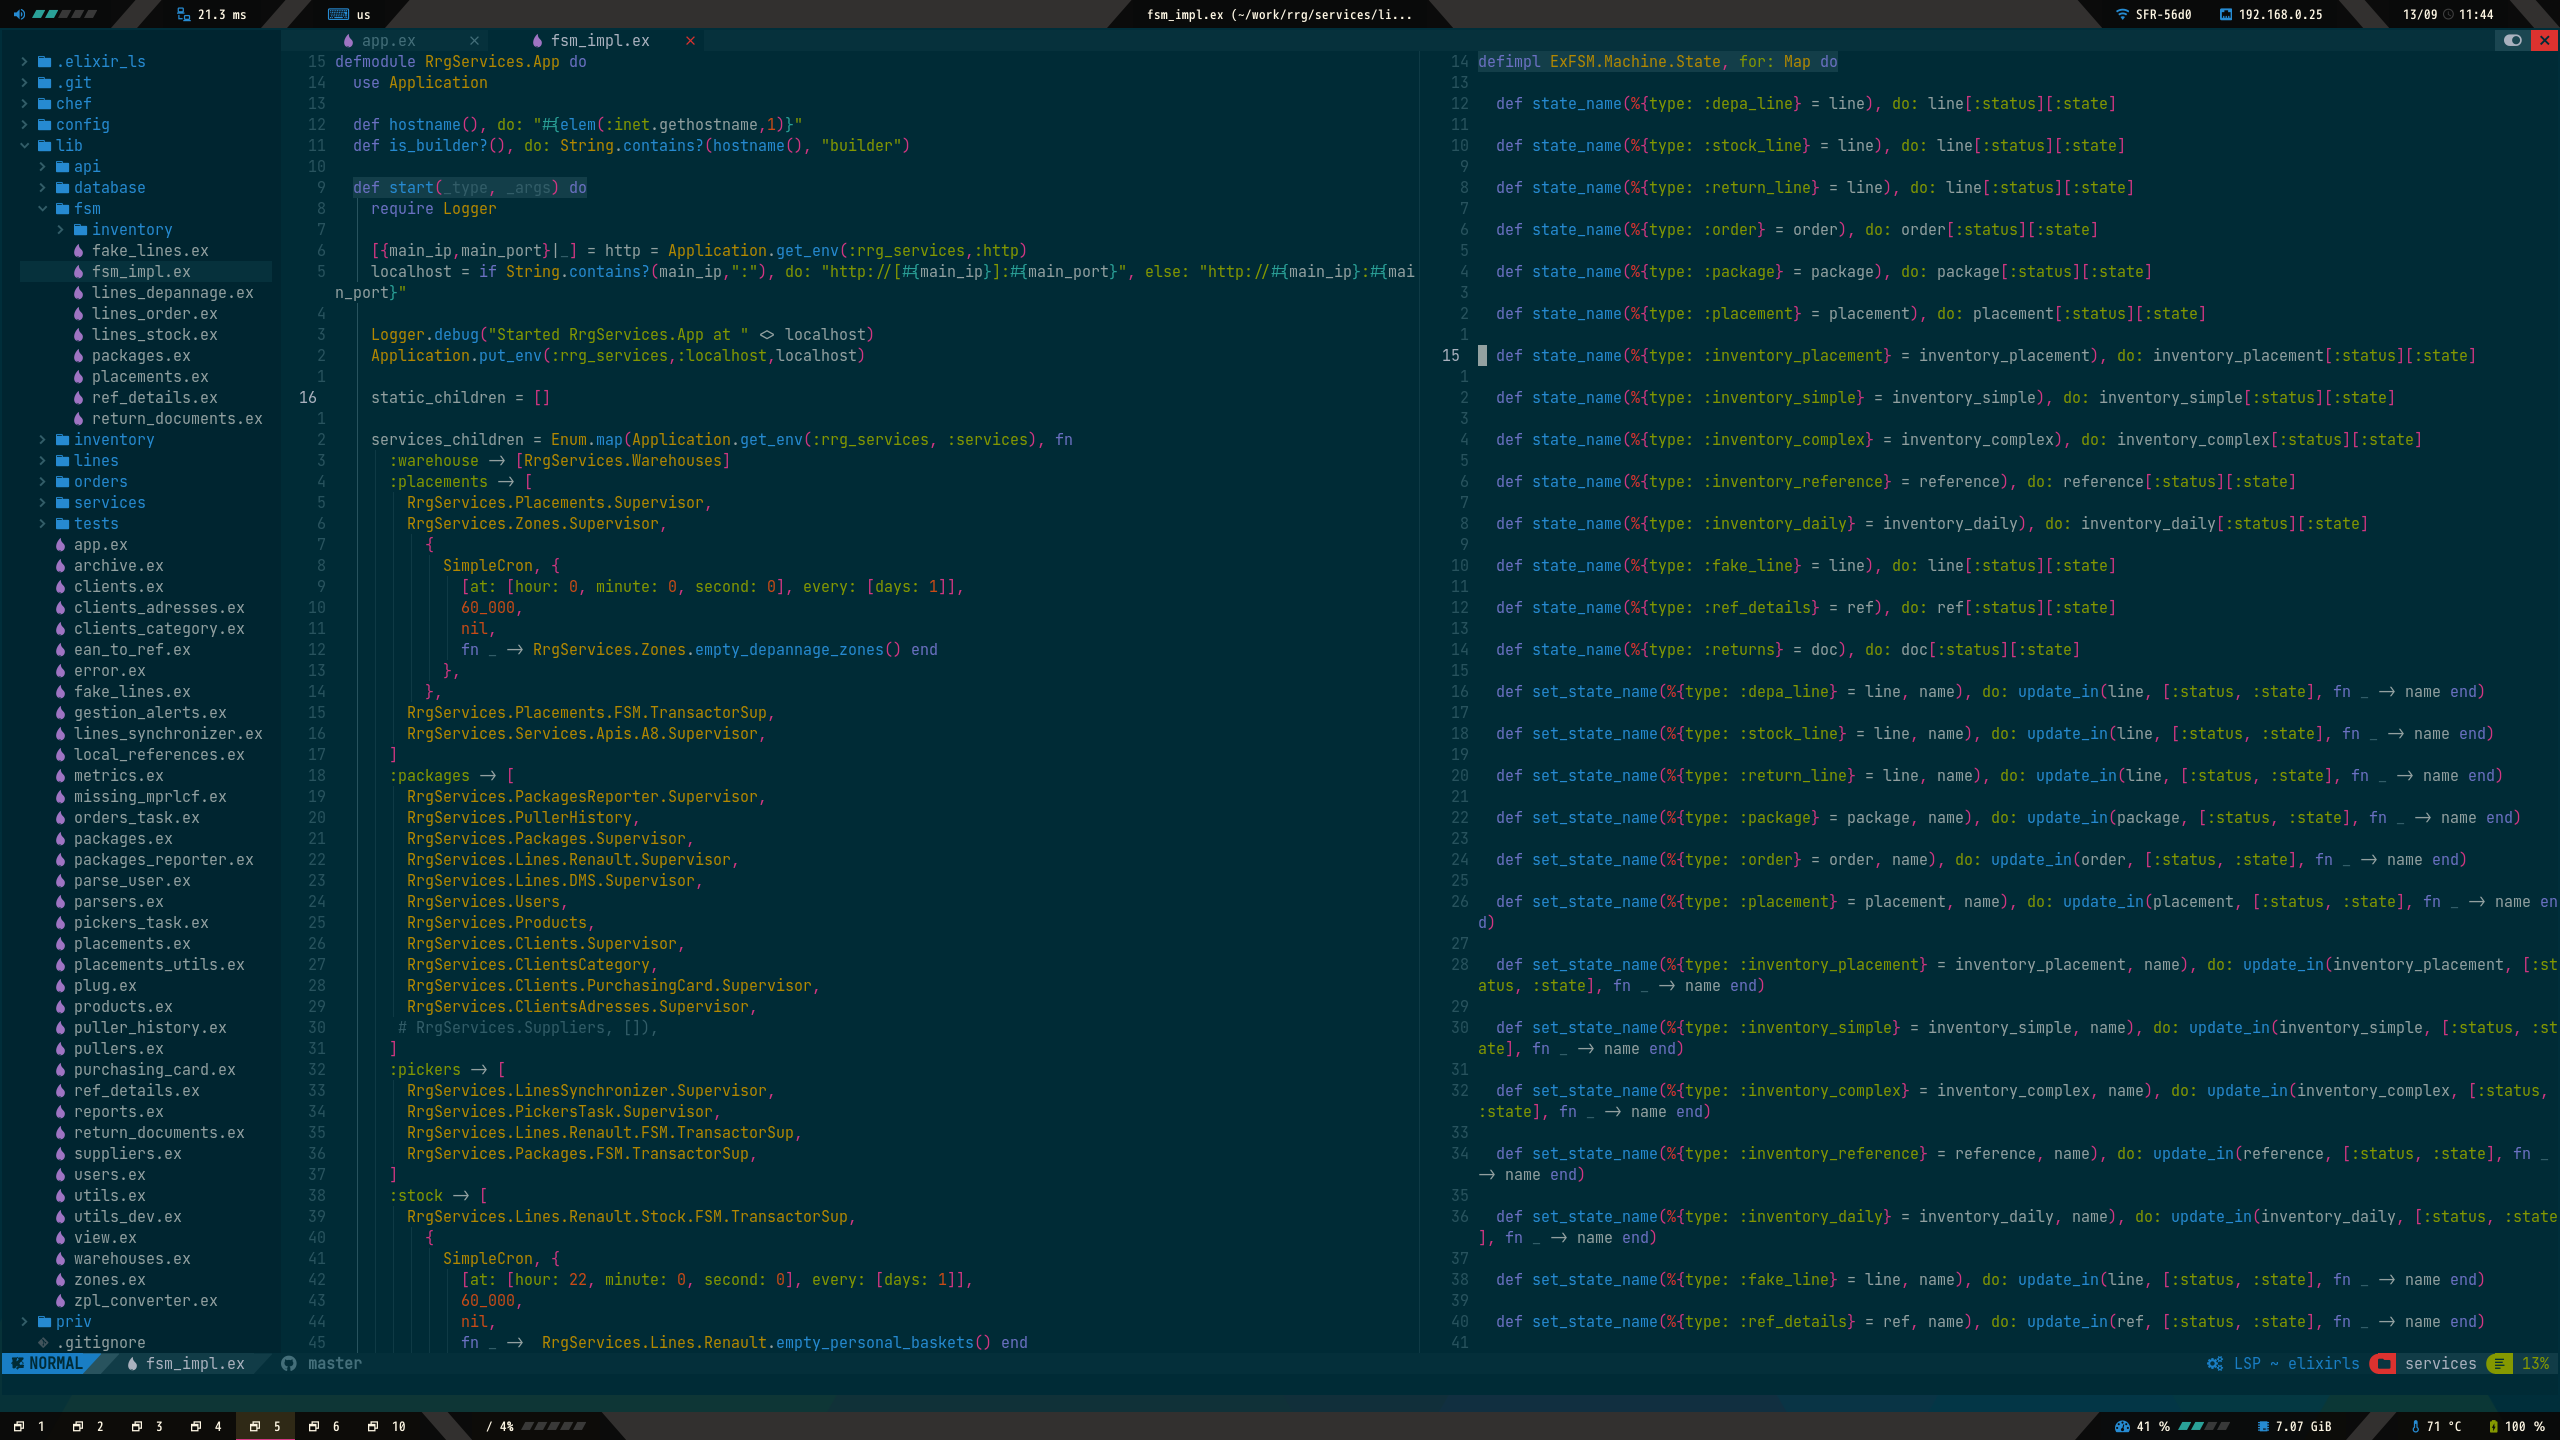 21.3 ms
us
fsm_impl.ex (~/work/rrg/services/li...
SFR-56d0
192.168.0.25
13/09 11:44
app.ex ✕
fsm_impl.ex ✕
.elixir_ls
.git
chef
config
lib
api
database
fsm
inventory
fake_lines.ex
fsm_impl.ex
lines_depannage.ex
lines_order.ex
lines_stock.ex
packages.ex
placements.ex
ref_details.ex
return_documents.ex
inventory
lines
orders
services
tests
app.ex
archive.ex
clients.ex
clients_adresses.ex
clients_category.ex
ean_to_ref.ex
error.ex
fake_lines.ex
gestion_alerts.ex
lines_synchronizer.ex
local_references.ex
metrics.ex
missing_mprlcf.ex
orders_task.ex
packages.ex
packages_reporter.ex
parse_user.ex
parsers.ex
pickers_task.ex
placements.ex
placements_utils.ex
plug.ex
products.ex
puller_history.ex
pullers.ex
purchasing_card.ex
ref_details.ex
reports.ex
return_documents.ex
suppliers.ex
users.ex
utils.ex
utils_dev.ex
view.ex
warehouses.ex
zones.ex
zpl_converter.ex
priv
.gitignore
15 defmodule RrgServices.App do
14   use Application
13
12   def hostname(), do: "#{elem(:inet.gethostname,1)}"
11   def is_builder?(), do: String.contains?(hostname(), "builder")
10
9   def start(_type, _args) do
8     require Logger
7
6     [{main_ip,main_port}|_] = http = Application.get_env(:rrg_services,:http)
5     localhost = if String.contains?(main_ip,":"), do: "http://[#{main_ip}]:#{main_port}", else: "http://#{main_ip}:#{mai
n_port}"
4
3     Logger.debug("Started RrgServices.App at " <> localhost)
2     Application.put_env(:rrg_services,:localhost,localhost)
1
16     static_children = []
1
2     services_children = Enum.map(Application.get_env(:rrg_services, :services), fn
3       :warehouse -> [RrgServices.Warehouses]
4       :placements -> [
5         RrgServices.Placements.Supervisor,
6         RrgServices.Zones.Supervisor,
7           {
8             SimpleCron, {
9               [at: [hour: 0, minute: 0, second: 0], every: [days: 1]],
10               60_000,
11               nil,
12               fn _ -> RrgServices.Zones.empty_depannage_zones() end
13             },
14           },
15         RrgServices.Placements.FSM.TransactorSup,
16         RrgServices.Services.Apis.A8.Supervisor,
17       ]
18       :packages -> [
19         RrgServices.PackagesReporter.Supervisor,
20         RrgServices.PullerHistory,
21         RrgServices.Packages.Supervisor,
22         RrgServices.Lines.Renault.Supervisor,
23         RrgServices.Lines.DMS.Supervisor,
24         RrgServices.Users,
25         RrgServices.Products,
26         RrgServices.Clients.Supervisor,
27         RrgServices.ClientsCategory,
28         RrgServices.Clients.PurchasingCard.Supervisor,
29         RrgServices.ClientsAdresses.Supervisor,
30        # RrgServices.Suppliers, []),
31       ]
32       :pickers -> [
33         RrgServices.LinesSynchronizer.Supervisor,
34         RrgServices.PickersTask.Supervisor,
35         RrgServices.Lines.Renault.FSM.TransactorSup,
36         RrgServices.Packages.FSM.TransactorSup,
37       ]
38       :stock -> [
39         RrgServices.Lines.Renault.Stock.FSM.TransactorSup,
40           {
41             SimpleCron, {
42               [at: [hour: 22, minute: 0, second: 0], every: [days: 1]],
43               60_000,
44               nil,
45               fn _ ->  RrgServices.Lines.Renault.empty_personal_baskets() end
14 defimpl ExFSM.Machine.State, for: Map do
13
12   def state_name(%{type: :depa_line} = line), do: line[:status][:state]
11
10   def state_name(%{type: :stock_line} = line), do: line[:status][:state]
9
8   def state_name(%{type: :return_line} = line), do: line[:status][:state]
7
6   def state_name(%{type: :order} = order), do: order[:status][:state]
5
4   def state_name(%{type: :package} = package), do: package[:status][:state]
3
2   def state_name(%{type: :placement} = placement), do: placement[:status][:state]
1
15   def state_name(%{type: :inventory_placement} = inventory_placement), do: inventory_placement[:status][:state]
1
2   def state_name(%{type: :inventory_simple} = inventory_simple), do: inventory_simple[:status][:state]
3
4   def state_name(%{type: :inventory_complex} = inventory_complex), do: inventory_complex[:status][:state]
5
6   def state_name(%{type: :inventory_reference} = reference), do: reference[:status][:state]
7
8   def state_name(%{type: :inventory_daily} = inventory_daily), do: inventory_daily[:status][:state]
9
10   def state_name(%{type: :fake_line} = line), do: line[:status][:state]
11
12   def state_name(%{type: :ref_details} = ref), do: ref[:status][:state]
13
14   def state_name(%{type: :returns} = doc), do: doc[:status][:state]
15
16   def set_state_name(%{type: :depa_line} = line, name), do: update_in(line, [:status, :state], fn _ -> name end)
17
18   def set_state_name(%{type: :stock_line} = line, name), do: update_in(line, [:status, :state], fn _ -> name end)
19
20   def set_state_name(%{type: :return_line} = line, name), do: update_in(line, [:status, :state], fn _ -> name end)
21
22   def set_state_name(%{type: :package} = package, name), do: update_in(package, [:status, :state], fn _ -> name end)
23
24   def set_state_name(%{type: :order} = order, name), do: update_in(order, [:status, :state], fn _ -> name end)
25
26   def set_state_name(%{type: :placement} = placement, name), do: update_in(placement, [:status, :state], fn _ -> name en
d)
27
28   def set_state_name(%{type: :inventory_placement} = inventory_placement, name), do: update_in(inventory_placement, [:st
atus, :state], fn _ -> name end)
29
30   def set_state_name(%{type: :inventory_simple} = inventory_simple, name), do: update_in(inventory_simple, [:status, :st
ate], fn _ -> name end)
31
32   def set_state_name(%{type: :inventory_complex} = inventory_complex, name), do: update_in(inventory_complex, [:status,
:state], fn _ -> name end)
33
34   def set_state_name(%{type: :inventory_reference} = reference, name), do: update_in(reference, [:status, :state], fn _
-> name end)
35
36   def set_state_name(%{type: :inventory_daily} = inventory_daily, name), do: update_in(inventory_daily, [:status, :state
], fn _ -> name end)
37
38   def set_state_name(%{type: :fake_line} = line, name), do: update_in(line, [:status, :state], fn _ -> name end)
39
40   def set_state_name(%{type: :ref_details} = ref, name), do: update_in(ref, [:status, :state], fn _ -> name end)
41
NORMAL fsm_impl.ex master
LSP ~ elixirls services 13%
1 2 3 4 5 6 10
/ 4%
41 %
7.07 GiB
71 °C
100 %